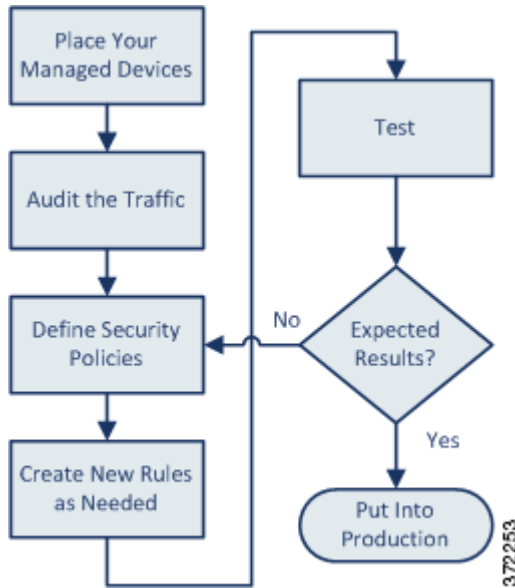 Place Your
Managed Devices
Audit the Traffic
Define Security
Policies
Create New Rules
as Needed
Test
Expected
Results?
No
Yes
Put Into
Production
372253